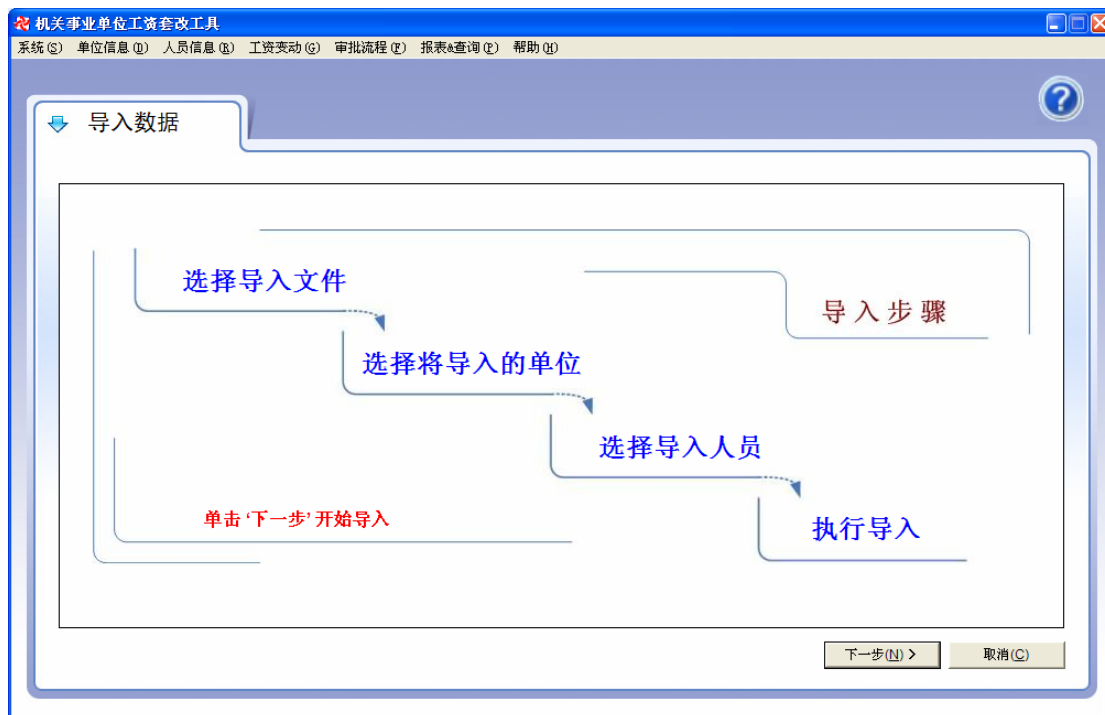 机关事业单位工资套改工具
系统(S) 单位信息(D) 人员信息(R) 工资变动(G) 审批流程(F) 报表&查询(P) 帮助(H)
?
导入数据
选择导入文件
导入步骤
选择将导入的单位
选择导入人员
单击‘下一步’开始导入
执行导入
下一步(N) > 取消(C)